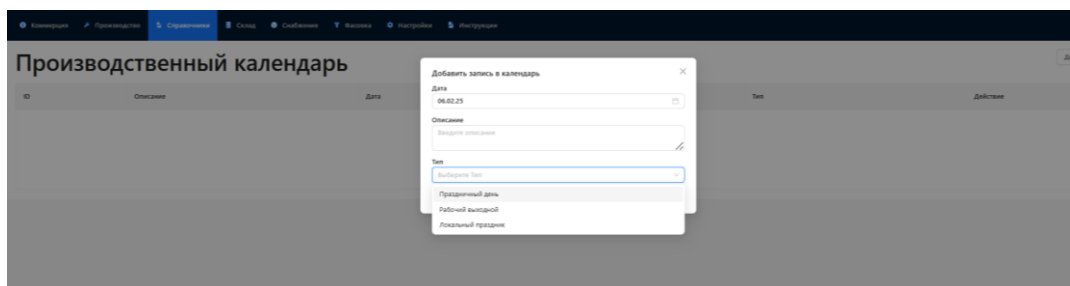 Коммерция Производство Справочники Склад Снабжение Фасовка Настройки Инструкции
Производственный календарь
Добавить запись в календарь
ID Описание Дата Тип Действие
Дата
06.02.25
Описание
Введите описание
Тип
Выберите Тип
Праздничный день
Рабочий выходной
Локальный праздник